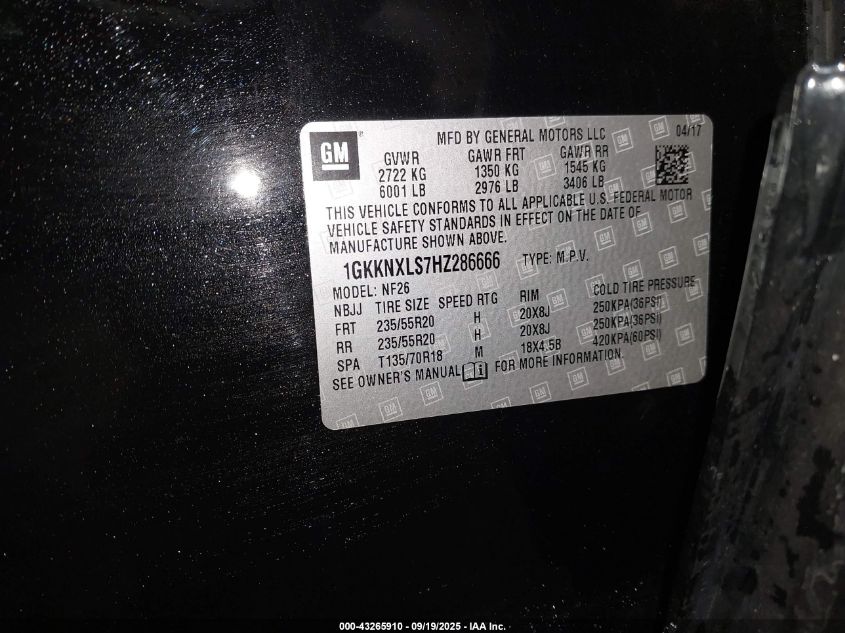 GM ® MFD BY GENERAL MOTORS LLC 04/17
GVWR GAWR FRT GAWR RR
2722 KG 1350 KG 1545 KG
6001 LB 2976 LB 3406 LB
THIS VEHICLE CONFORMS TO ALL APPLICABLE U.S. FEDERAL MOTOR
VEHICLE SAFETY STANDARDS IN EFFECT ON THE DATE OF
MANUFACTURE SHOWN ABOVE.
1GKKNXLS7HZ286666 TYPE: M.P.V.
MODEL: NF26
NBJJ TIRE SIZE SPEED RTG RIM COLD TIRE PRESSURE
FRT 235/55R20 H 20X8J 250KPA(36PSI)
RR 235/55R20 H 20X8J 250KPA(36PSI)
SPA T135/70R18 M 18X4.5B 420KPA(60PSI)
SEE OWNER'S MANUAL i FOR MORE INFORMATION.
000-43265910 - 09/19/2025 - IAA Inc.